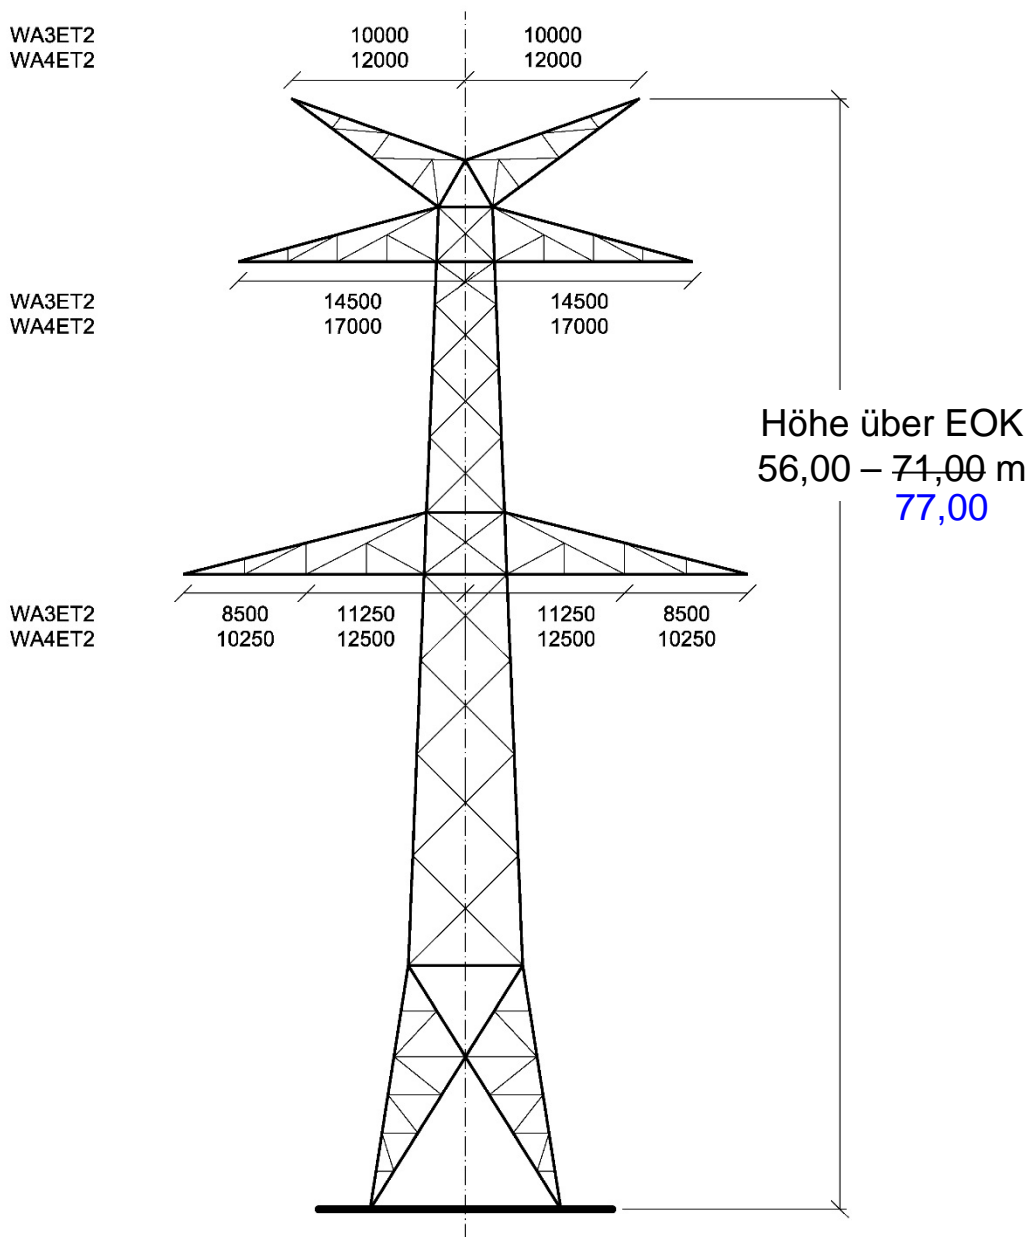 WA3ET2 10000 10000
WA4ET2 12000 12000
WA3ET2 14500 14500
WA4ET2 17000 17000
Höhe über EOK
56,00 – 71,00 m
77,00
WA3ET2 8500 11250 11250 8500
WA4ET2 10250 12500 12500 10250